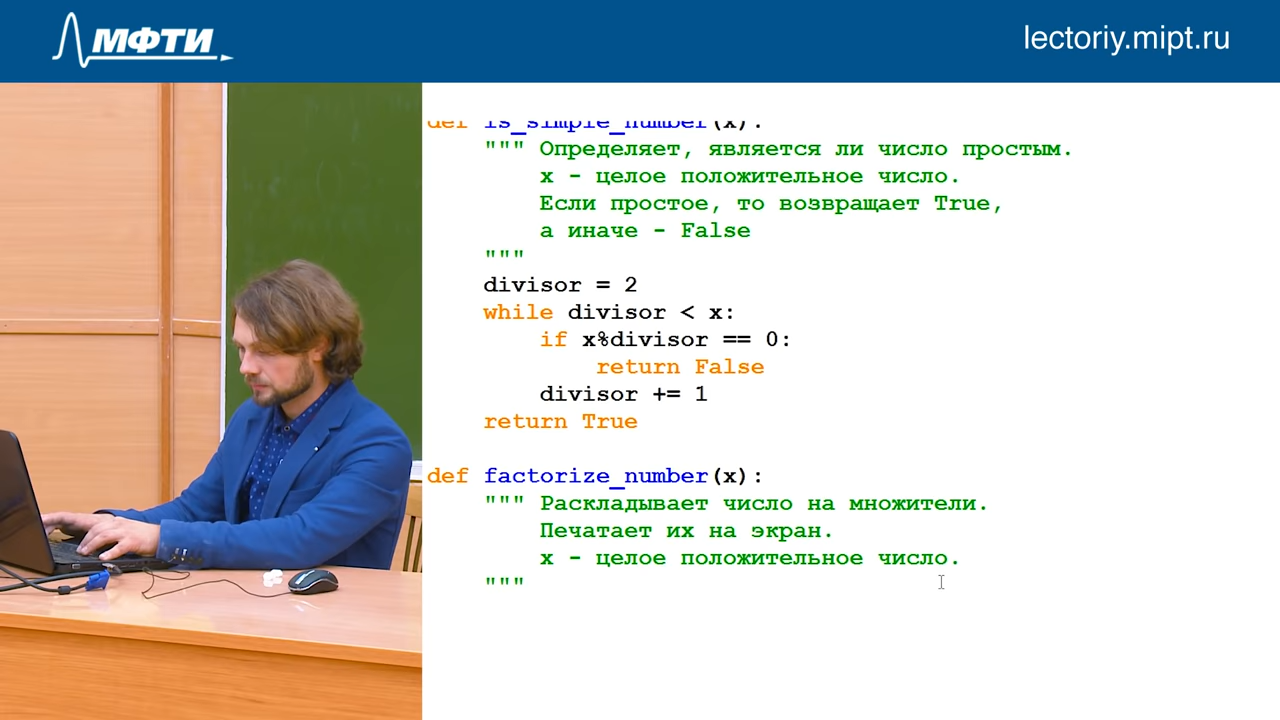 МФТИ
lectoriy.mipt.ru
def is_simple_number(x):
""" Определяет, является ли число простым.
x - целое положительное число.
Если простое, то возвращает True,
а иначе - False
"""
divisor = 2
while divisor < x:
if x%divisor == 0:
return False
divisor += 1
return True
def factorize_number(x):
""" Раскладывает число на множители.
Печатает их на экран.
x - целое положительное число.
"""